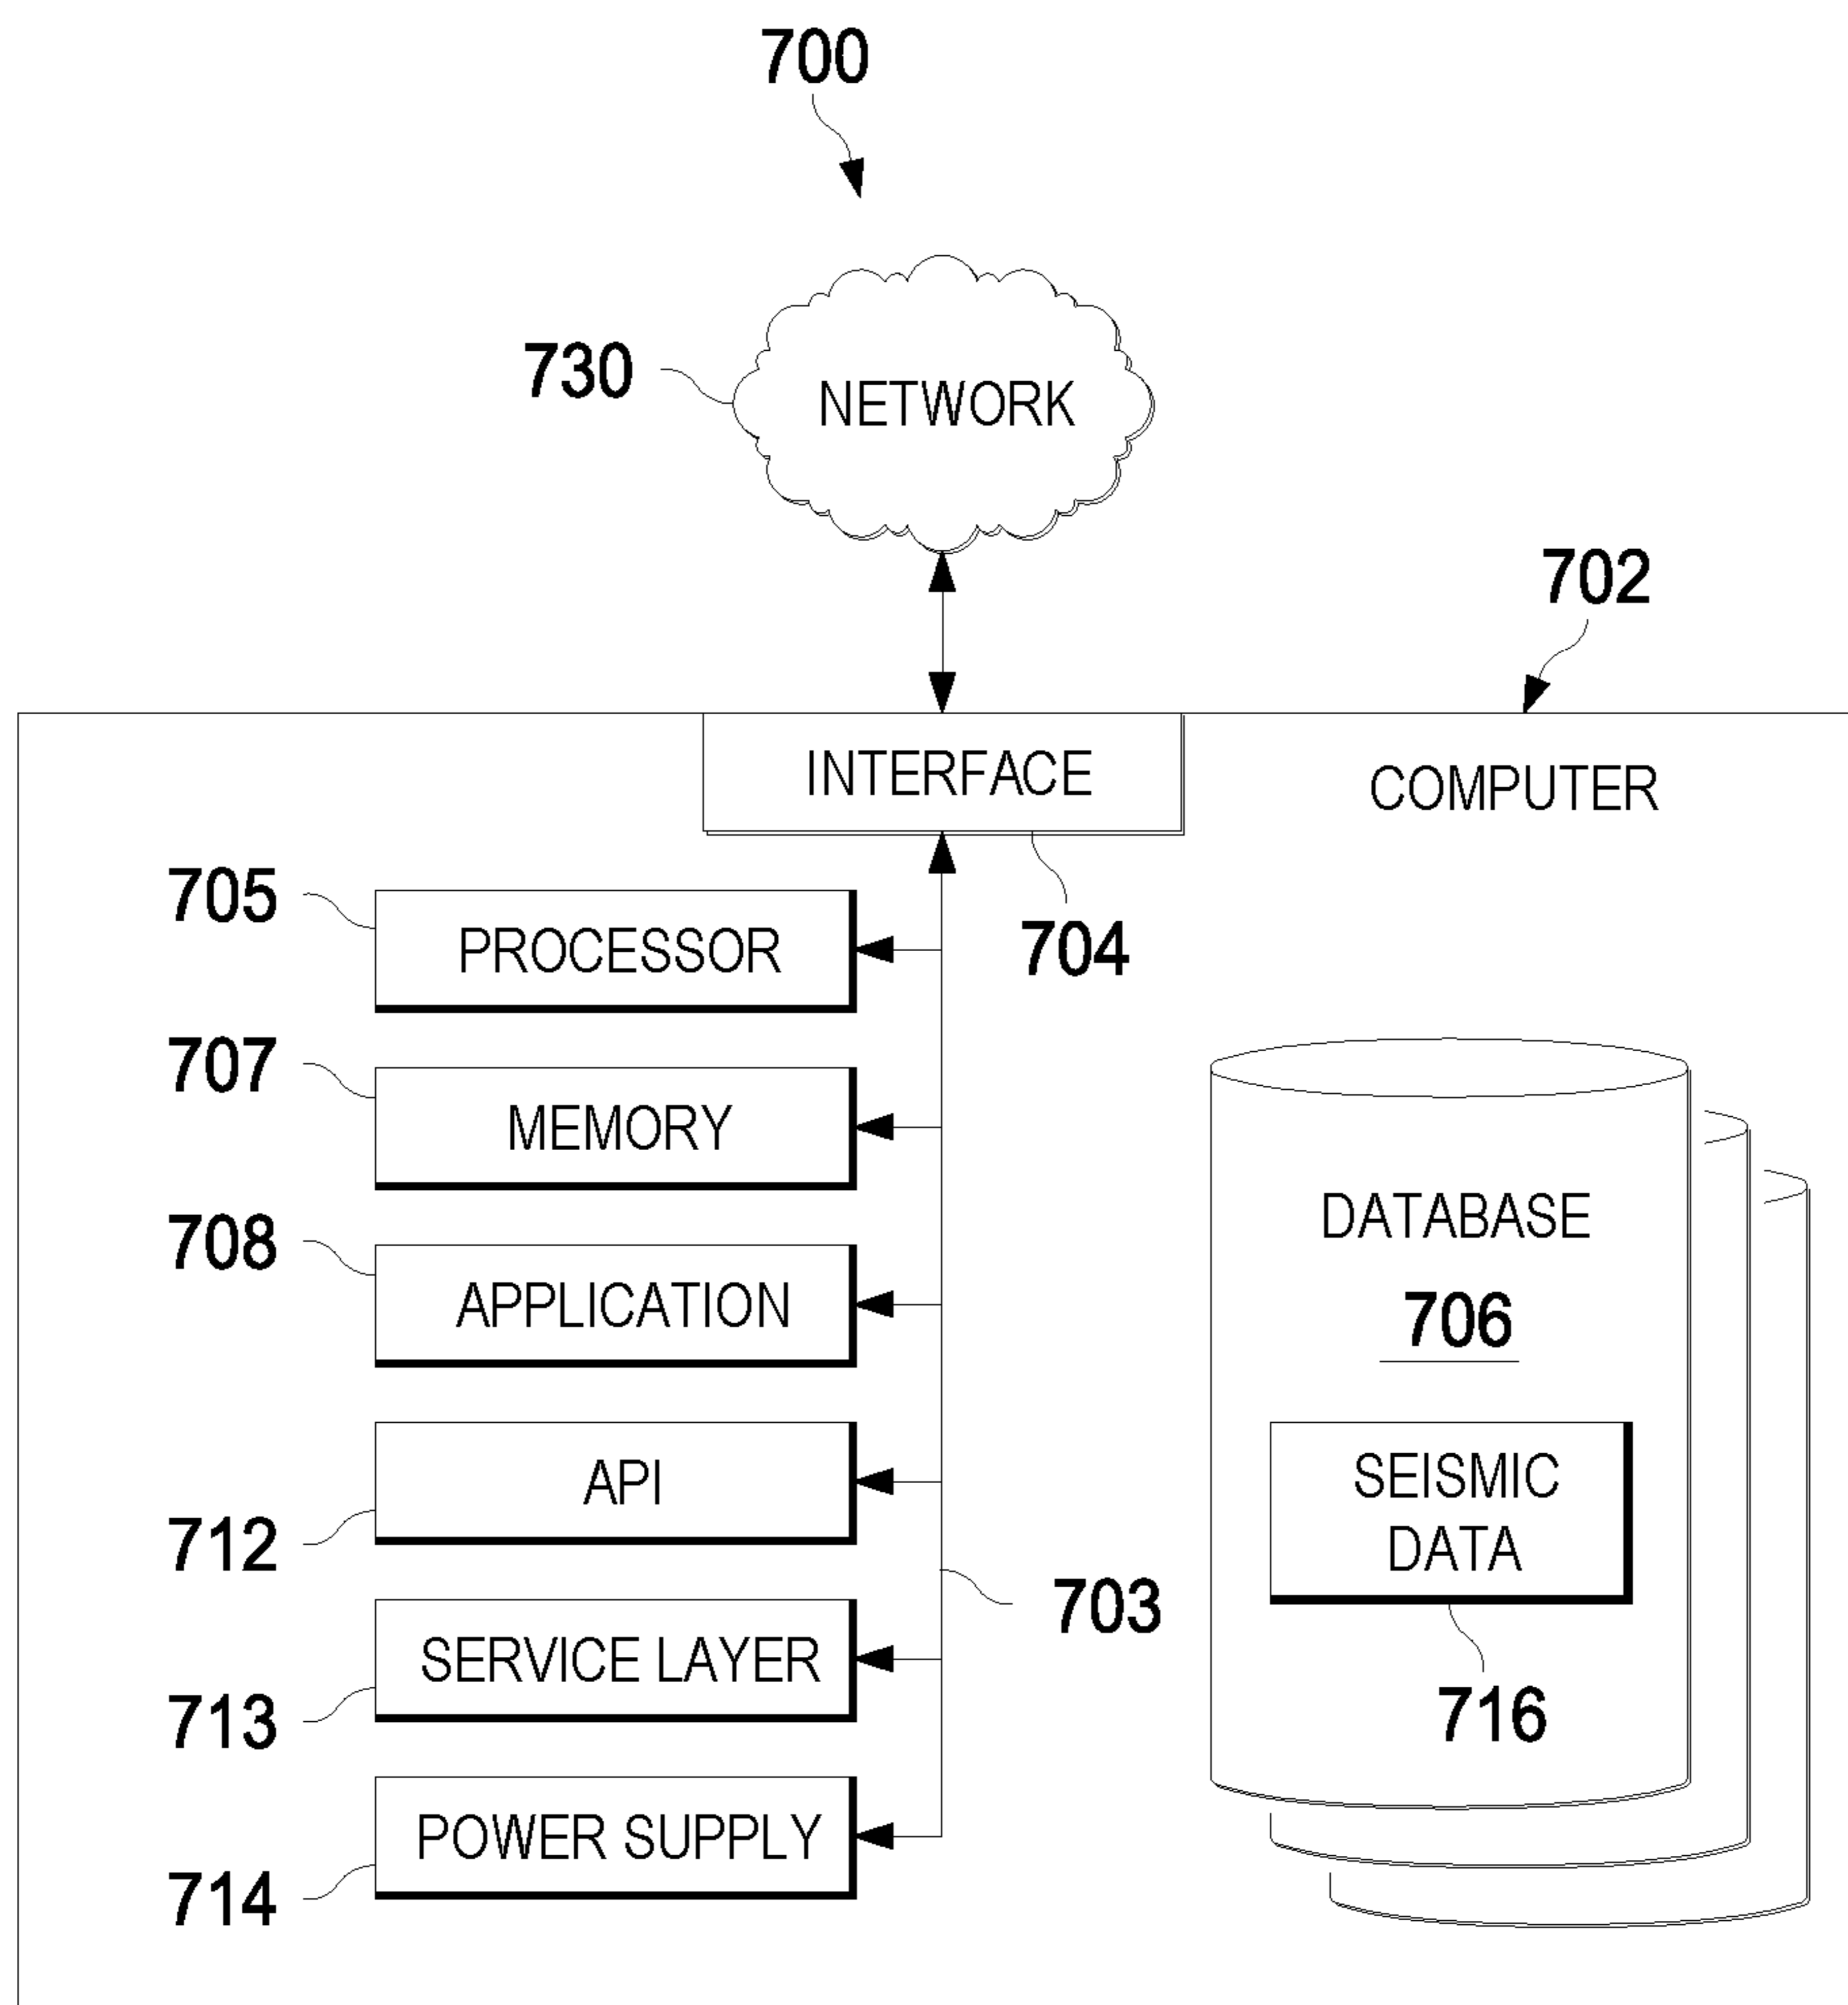 700
730
NETWORK
702
INTERFACE
COMPUTER
705
PROCESSOR
704
707
MEMORY
708
APPLICATION
DATABASE
706
API
712
SEISMIC
DATA
703
SERVICE LAYER
713
716
POWER SUPPLY
714